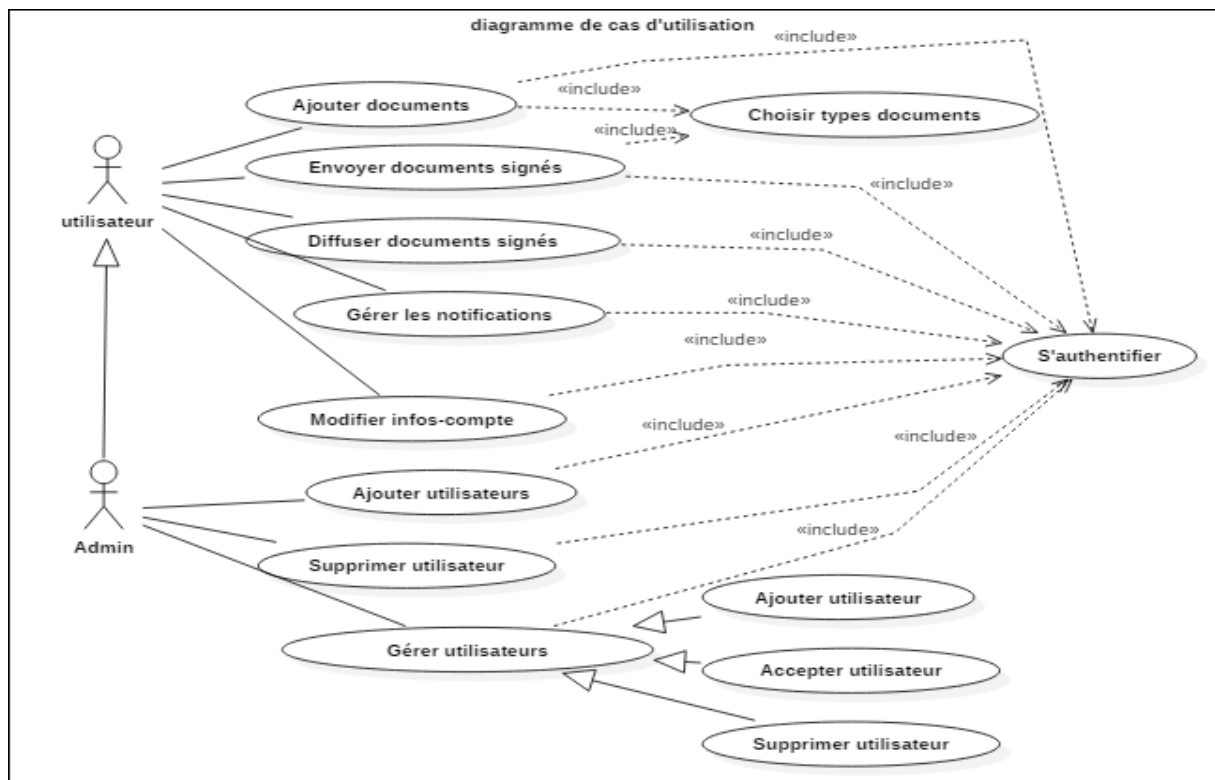 diagramme de cas d'utilisation
«include»
Ajouter documents
«include»
Choisir types documents
«include»
Envoyer documents signés
«include»
utilisateur
Diffuser documents signés
«include»
Gérer les notifications
«include»
S'authentifier
«include»
Modifier infos-compte
«include»
«include»
Ajouter utilisateurs
Admin
«include»
Supprimer utilisateur
Ajouter utilisateur
Gérer utilisateurs
Accepter utilisateur
Supprimer utilisateur